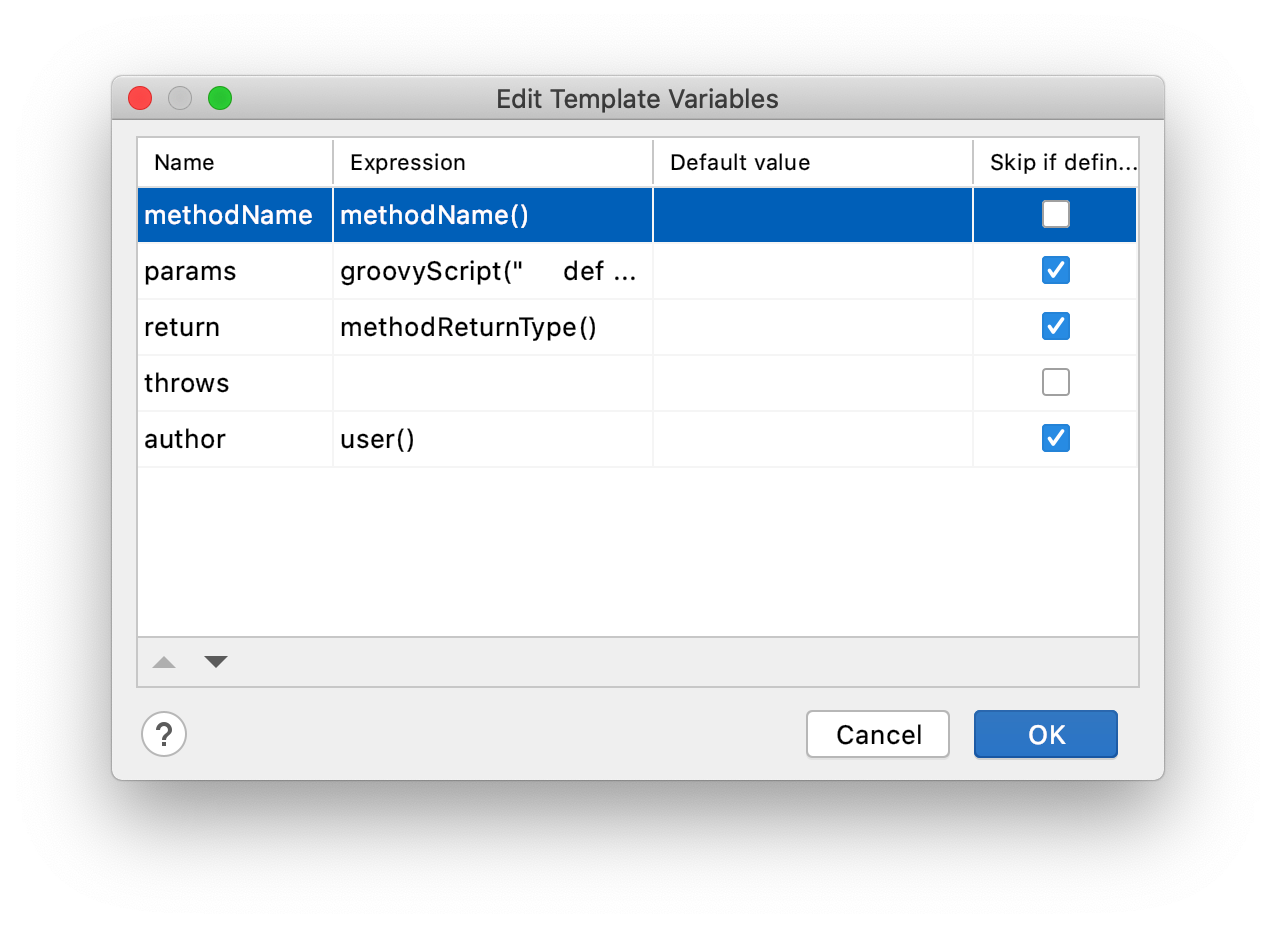 Edit Template Variables
Name Expression Default value Skip if defin...
methodName methodName()
params groovyScript(" def ...
return methodReturnType()
throws
author user()
?
Cancel OK